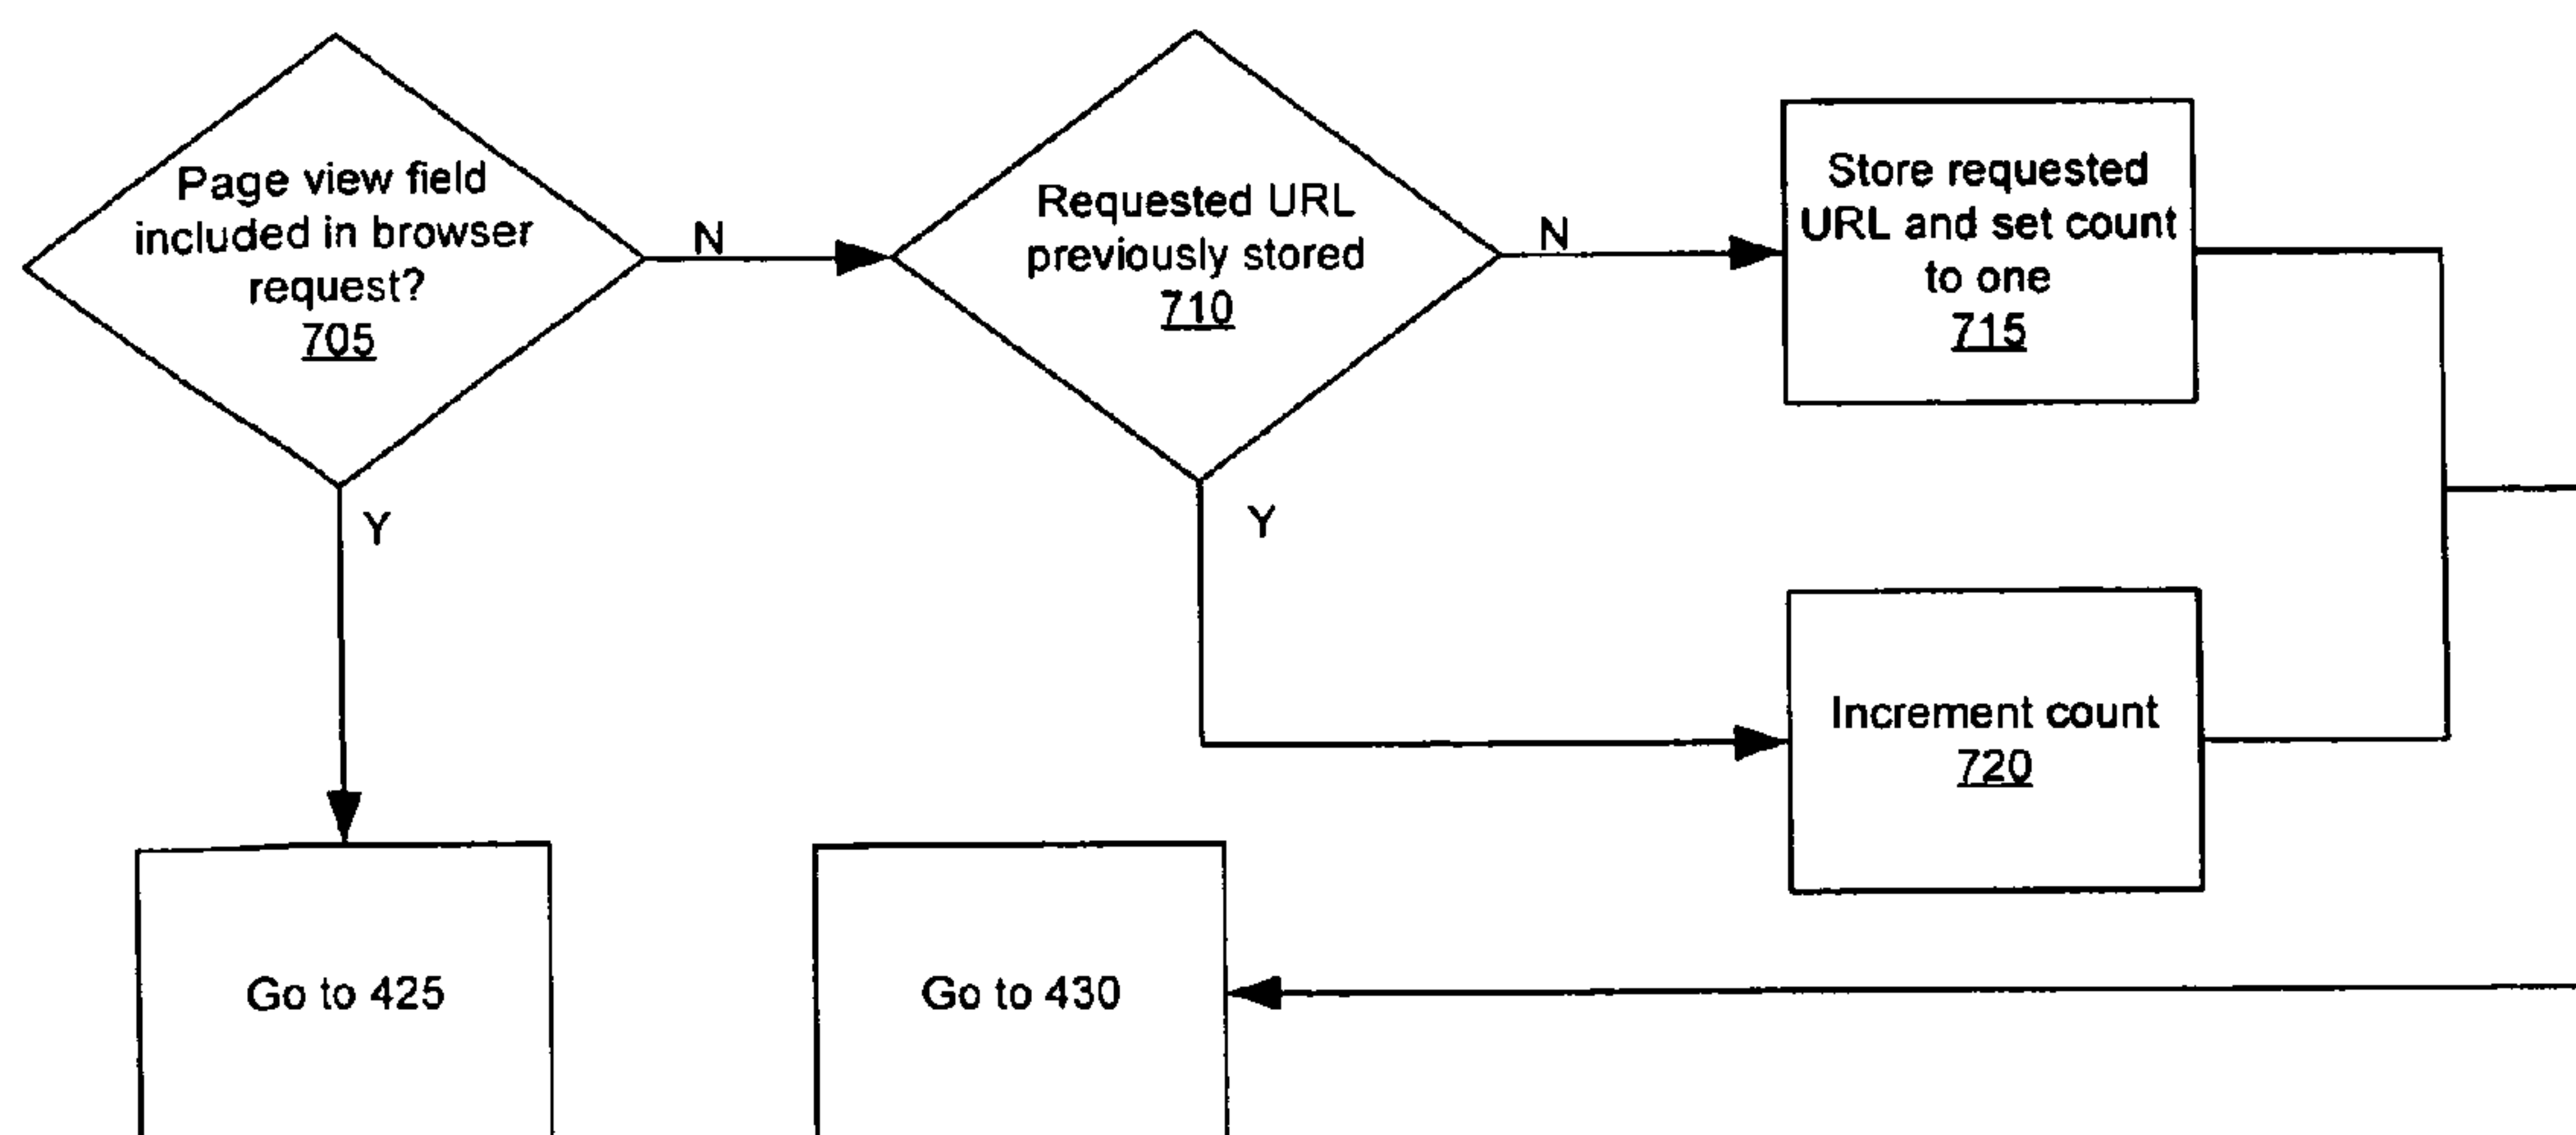 Page view field
included in browser
request?
705
N
Requested URL
previously stored
710
N
Store requested
URL and set count
to one
715
Y
Y
Increment count
720
Go to 425
Go to 430